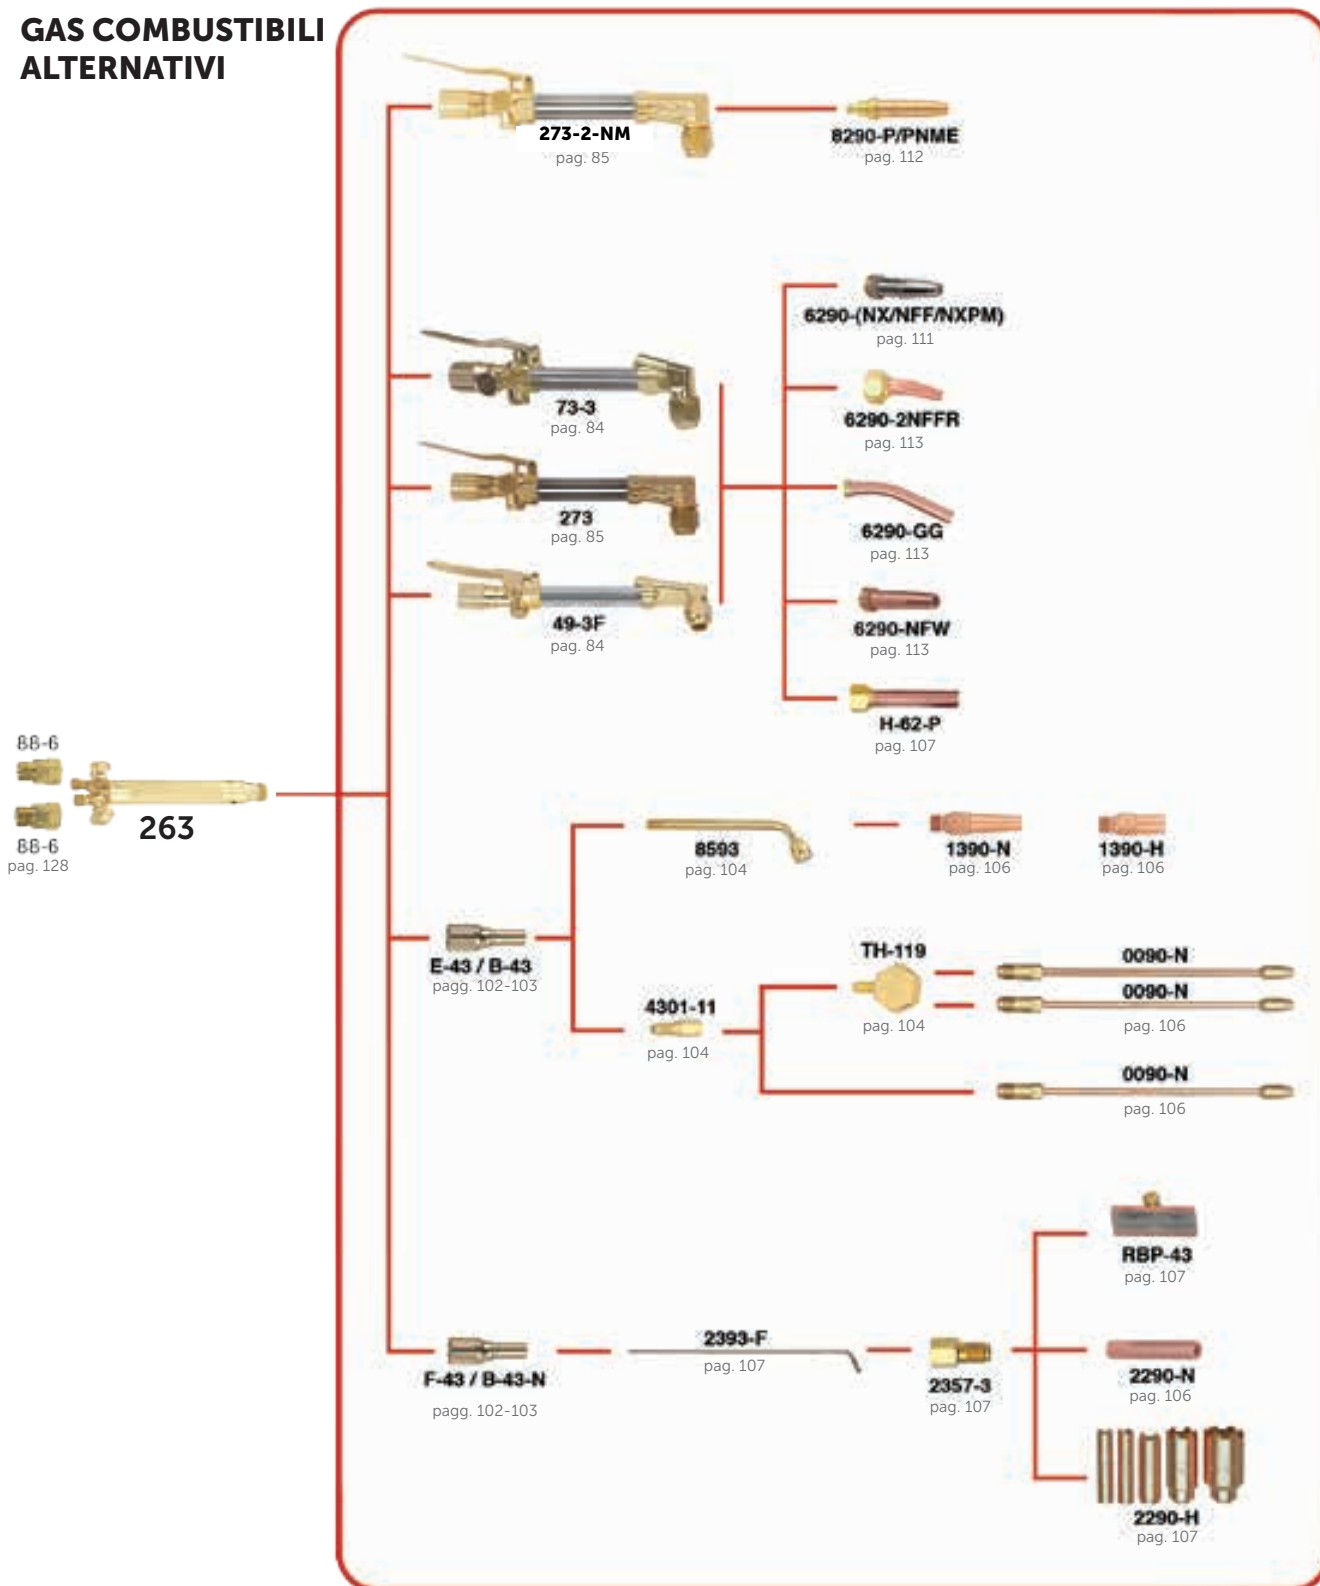 GAS COMBUSTIBILI
ALTERNATIVI
273-2-NM
pag. 85
8290-P/PNME
pag. 112
6290-(NX/NFF/NXPM)
pag. 111
73-3
pag. 84
6290-2NFFR
pag. 113
273
pag. 85
6290-GG
pag. 113
49-3F
pag. 84
6290-NFW
pag. 113
H-62-P
pag. 107
88-6
263
88-6
pag. 128
8593
pag. 104
1390-N
pag. 106
1390-H
pag. 106
E-43 / B-43
pagg. 102-103
TH-119
pag. 104
0090-N
0090-N
pag. 106
4301-11
pag. 104
0090-N
pag. 106
RBP-43
pag. 107
F-43 / B-43-N
pagg. 102-103
2393-F
pag. 107
2357-3
pag. 107
2290-N
pag. 106
2290-H
pag. 107